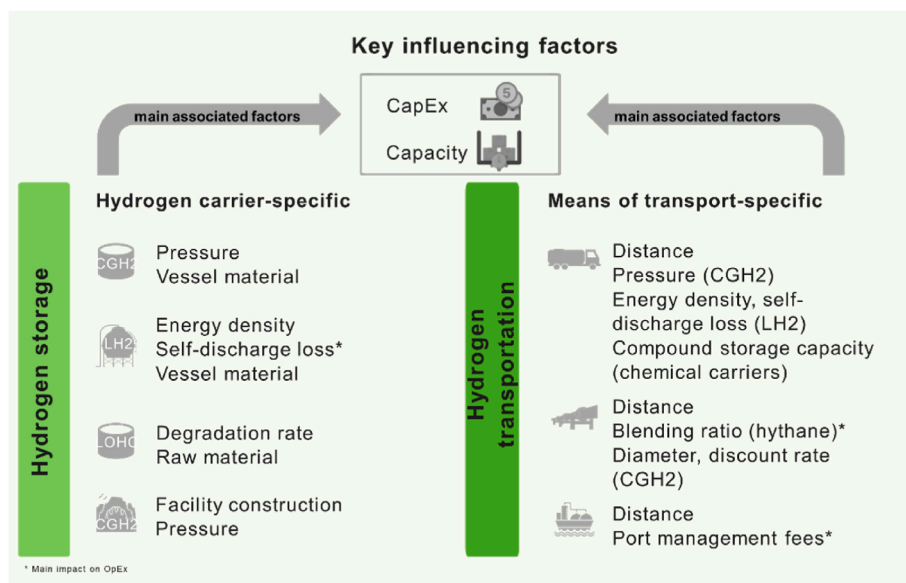 Key influencing factors
main associated factors
CapEx
5
Capacity
main associated factors
Hydrogen storage
Hydrogen carrier-specific
CGH2
Pressure
Vessel material
LH2
Energy density
Self-discharge loss*
Vessel material
LOHC
Degradation rate
Raw material
CGH2
Facility construction
Pressure
Hydrogen
transportation
Means of transport-specific
Distance
Pressure (CGH2)
Energy density, self-
discharge loss (LH2)
Compound storage capacity
(chemical carriers)
Distance
Blending ratio (hythane)*
Diameter, discount rate
(CGH2)
Distance
Port management fees*
* Main impact on OpEx